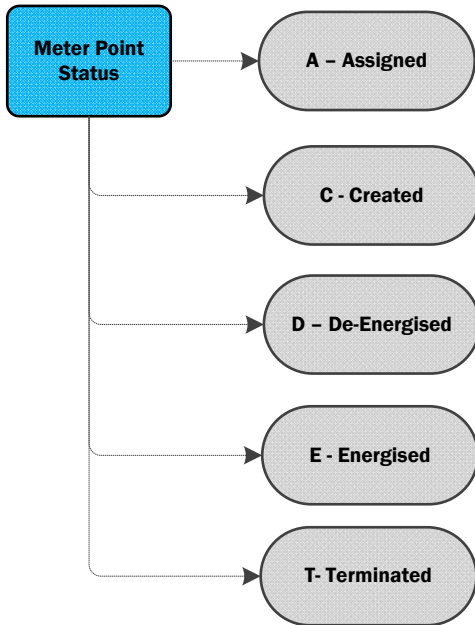 Meter Point
Status
A – Assigned
C - Created
D – De-Energised
E - Energised
T- Terminated